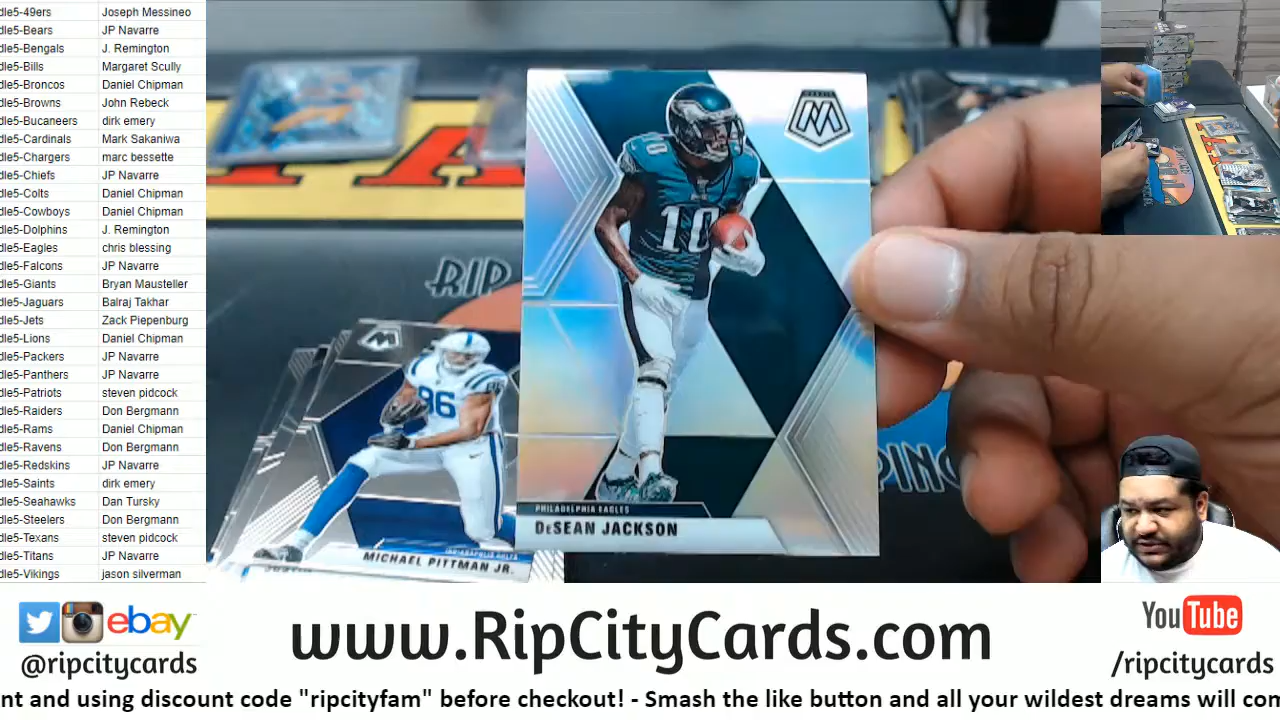 dle5-49ers Joseph Messineo
dle5-Bears JP Navarre
dle5-Bengals J. Remington
dle5-Bills Margaret Scully
dle5-Broncos Daniel Chipman
dle5-Browns John Rebeck
dle5-Bucaneers dirk emery
dle5-Cardinals Mark Sakaniwa
dle5-Chargers marc bessette
dle5-Chiefs JP Navarre
dle5-Colts Daniel Chipman
dle5-Cowboys Daniel Chipman
dle5-Dolphins J. Remington
dle5-Eagles chris blessing
dle5-Falcons JP Navarre
dle5-Giants Bryan Mausteller
dle5-Jaguars Balraj Takhar
dle5-Jets Zack Piepenburg
dle5-Lions Daniel Chipman
dle5-Packers JP Navarre
dle5-Panthers JP Navarre
dle5-Patriots steven pidcock
dle5-Raiders Don Bergmann
dle5-Rams Daniel Chipman
dle5-Ravens Don Bergmann
dle5-Redskins JP Navarre
dle5-Saints dirk emery
dle5-Seahawks Dan Tursky
dle5-Steelers Don Bergmann
dle5-Texans steven pidcock
dle5-Titans JP Navarre
dle5-Vikings jason silverman
RIP
M
10
10
PHILADELPHIA EAGLES
DESEAN JACKSON
M
86
INDIANAPOLIS COLTS
MICHAEL PITTMAN JR.
ebay
@ripcitycards
www.RipCityCards.com
YouTube
/ripcitycards
nt and using discount code "ripcityfam" before checkout! - Smash the like button and all your wildest dreams will con